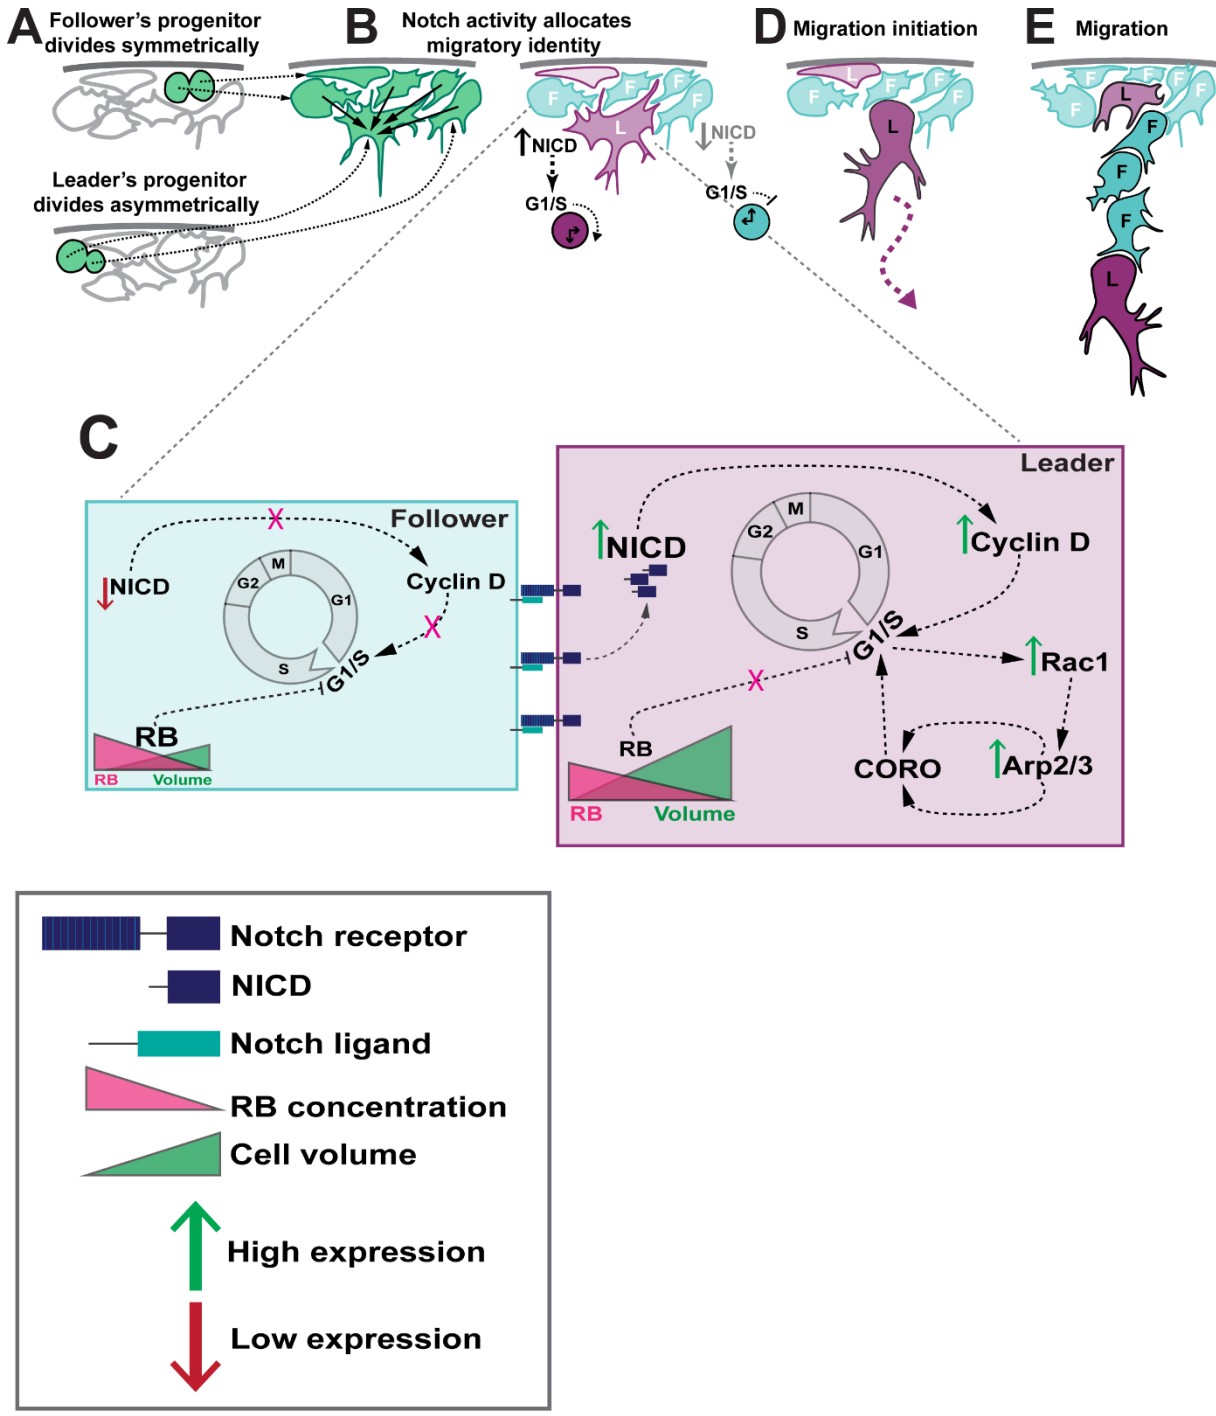 A
Follower's progenitor
divides symmetrically
Leader's progenitor
divides asymmetrically
B
Notch activity allocates
migratory identity
F
F
F
F
L
NICD
G1/S
NICD
G1/S
D
Migration initiation
L
F
F
F
F
L
E
Migration
F
F
F
F
L
F
F
F
L
C
Follower
NICD
Cyclin D
M
G2
G1
S
G1/S
RB
RB
Volume
Leader
NICD
Cyclin D
M
G2
G1
S
G1/S
Rac1
RB
CORO
Arp2/3
RB
Volume
Notch receptor
NICD
Notch ligand
RB concentration
Cell volume
High expression
Low expression